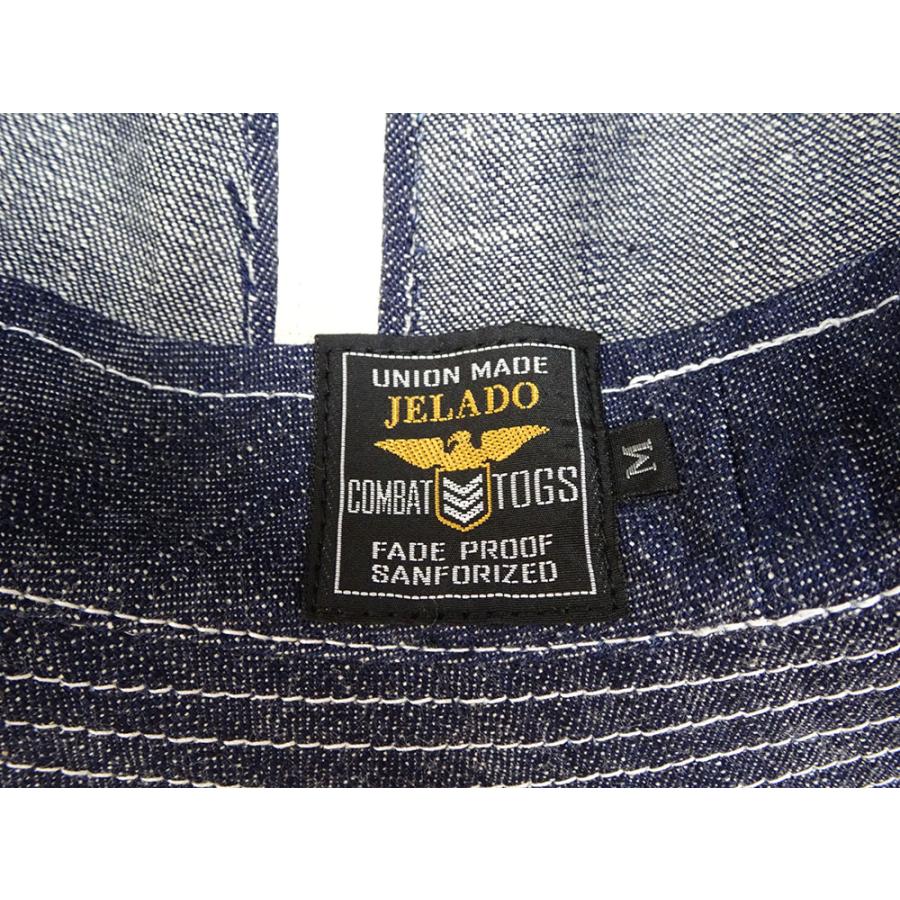 UNION MADE
JELADO
COMBAT TOGS
FADE PROOF
SANFORIZED
M